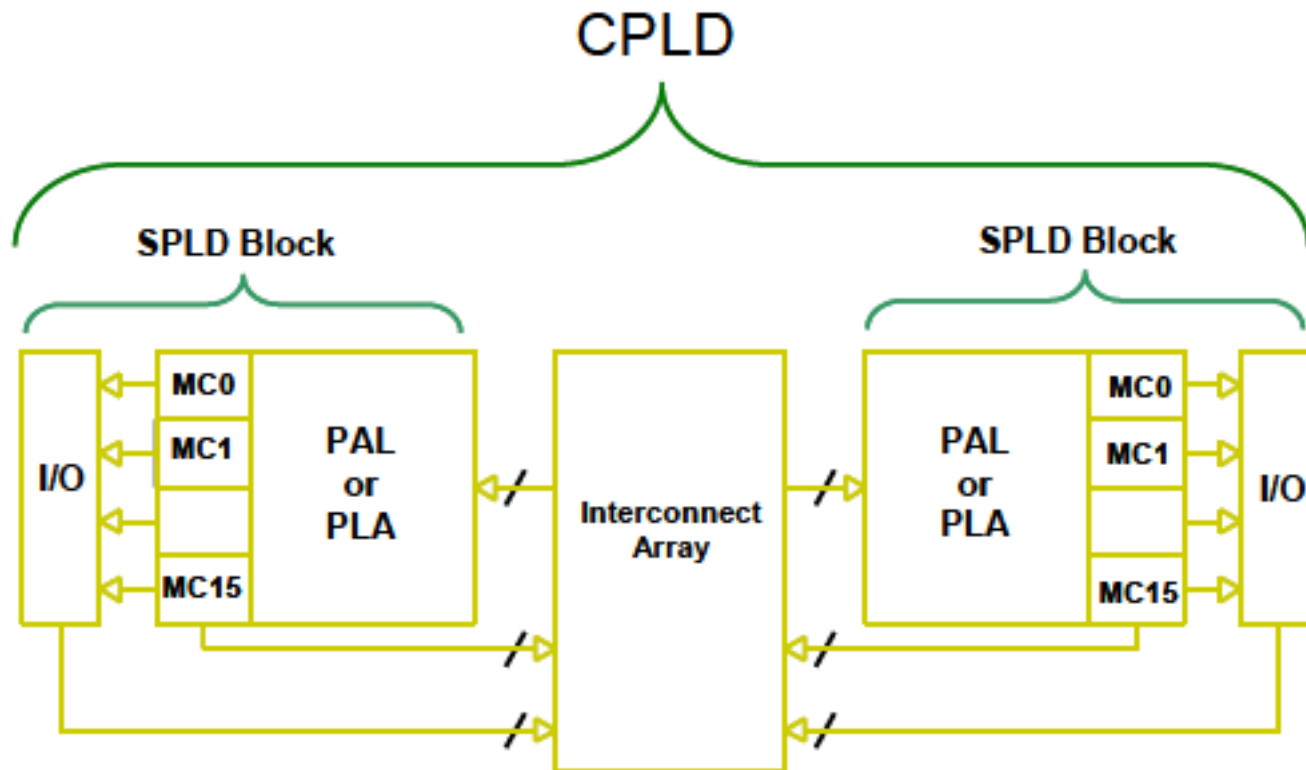 CPLD
SPLD Block
SPLD Block
I/O
MC0
MC1
MC15
PAL
or
PLA
Interconnect
Array
PAL
or
PLA
MC0
MC1
MC15
I/O